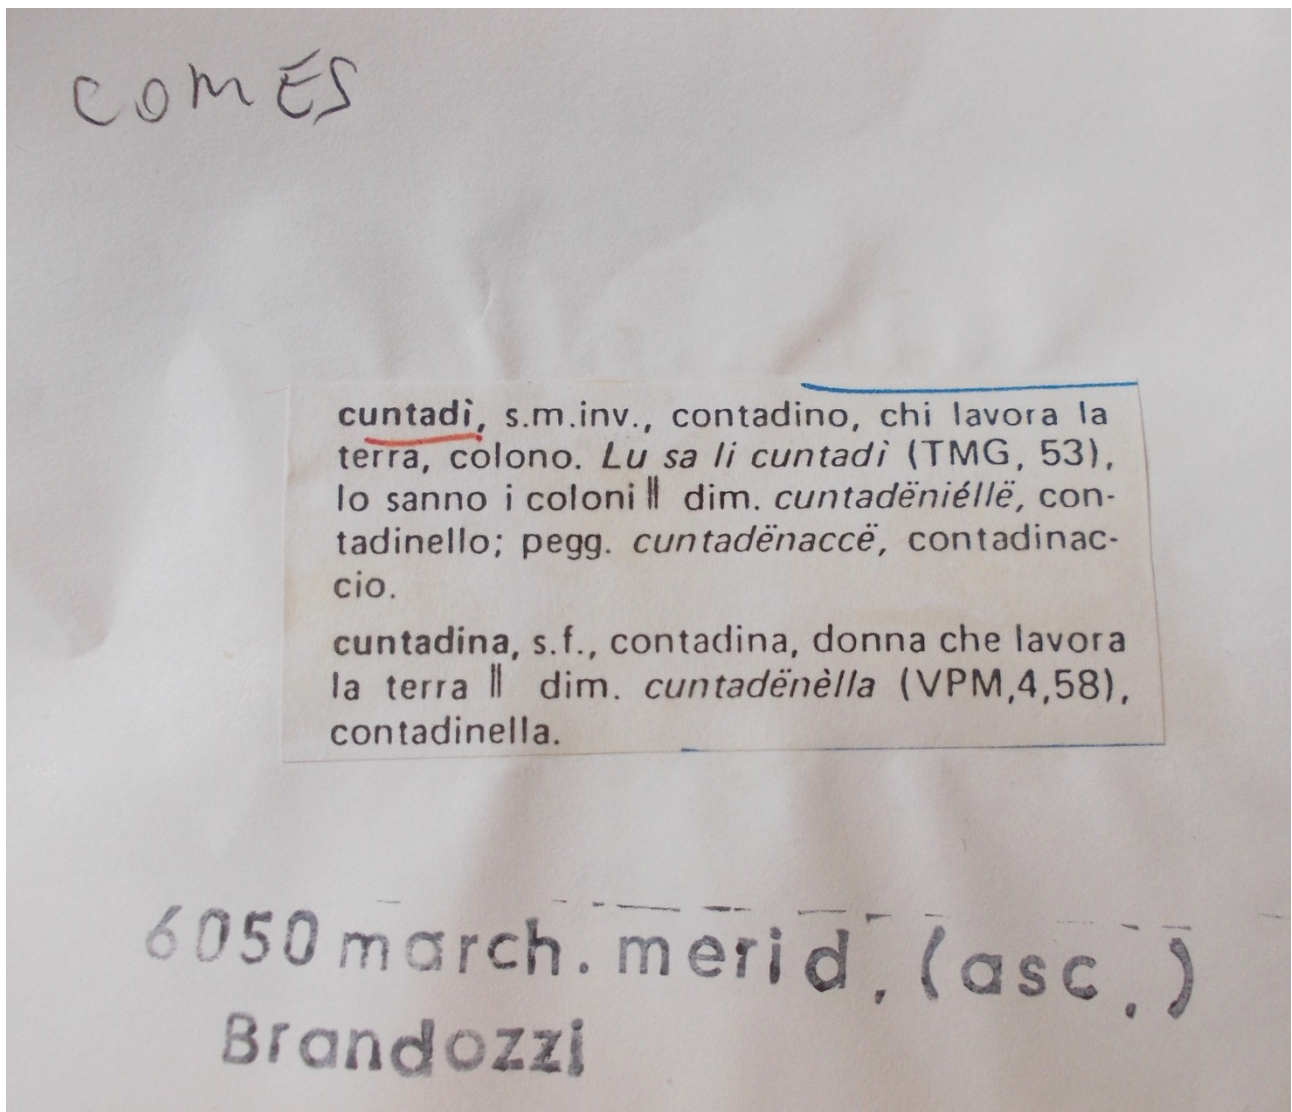 COMES
cuntadì, s.m.inv., contadino, chi lavora la
terra, colono. Lu sa li cuntadì (TMG, 53),
lo sanno i coloni ‖ dim. cuntadëniéllë, con-
tadinello; pegg. cuntadënaccë, contadinac-
cio.
cuntadina, s.f., contadina, donna che lavora
la terra ‖ dim. cuntadënèlla (VPM,4,58),
contadinella.
6050 march. merid. (asc.)
Brandozzi